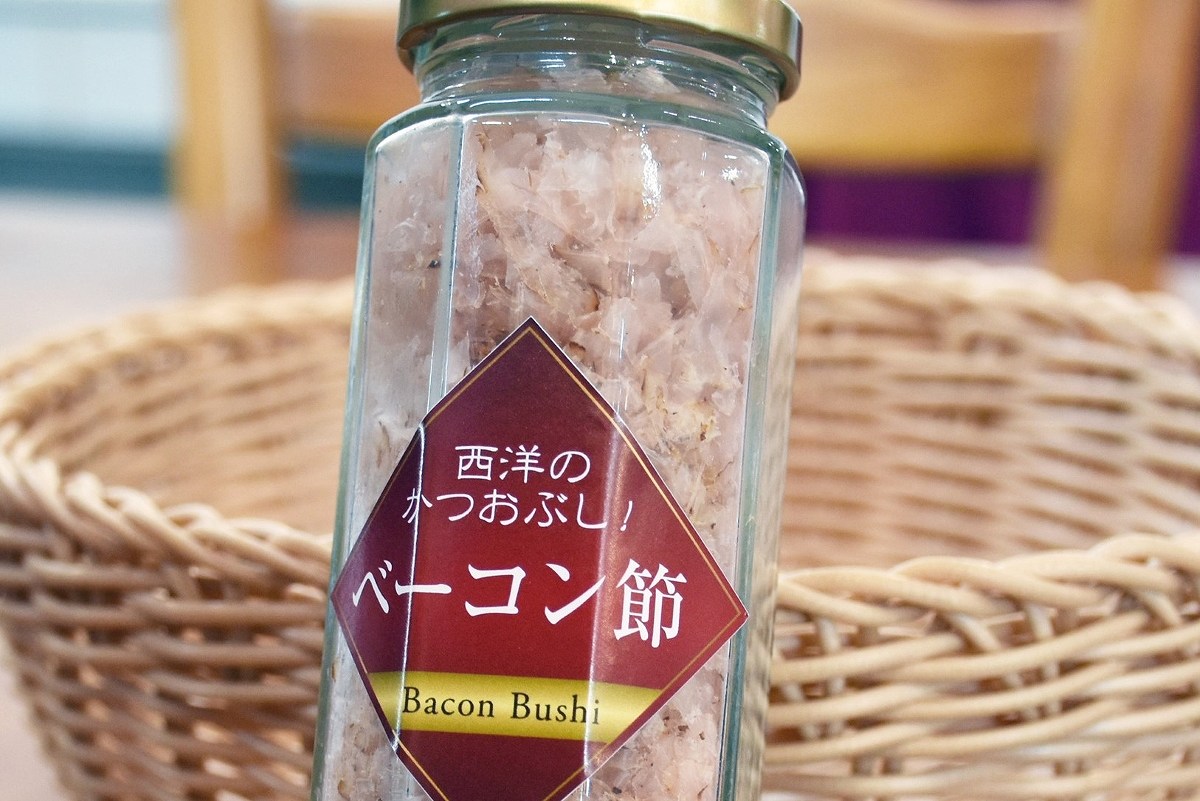 西洋の
かつおぶし!
ベーコン節
Bacon Bushi